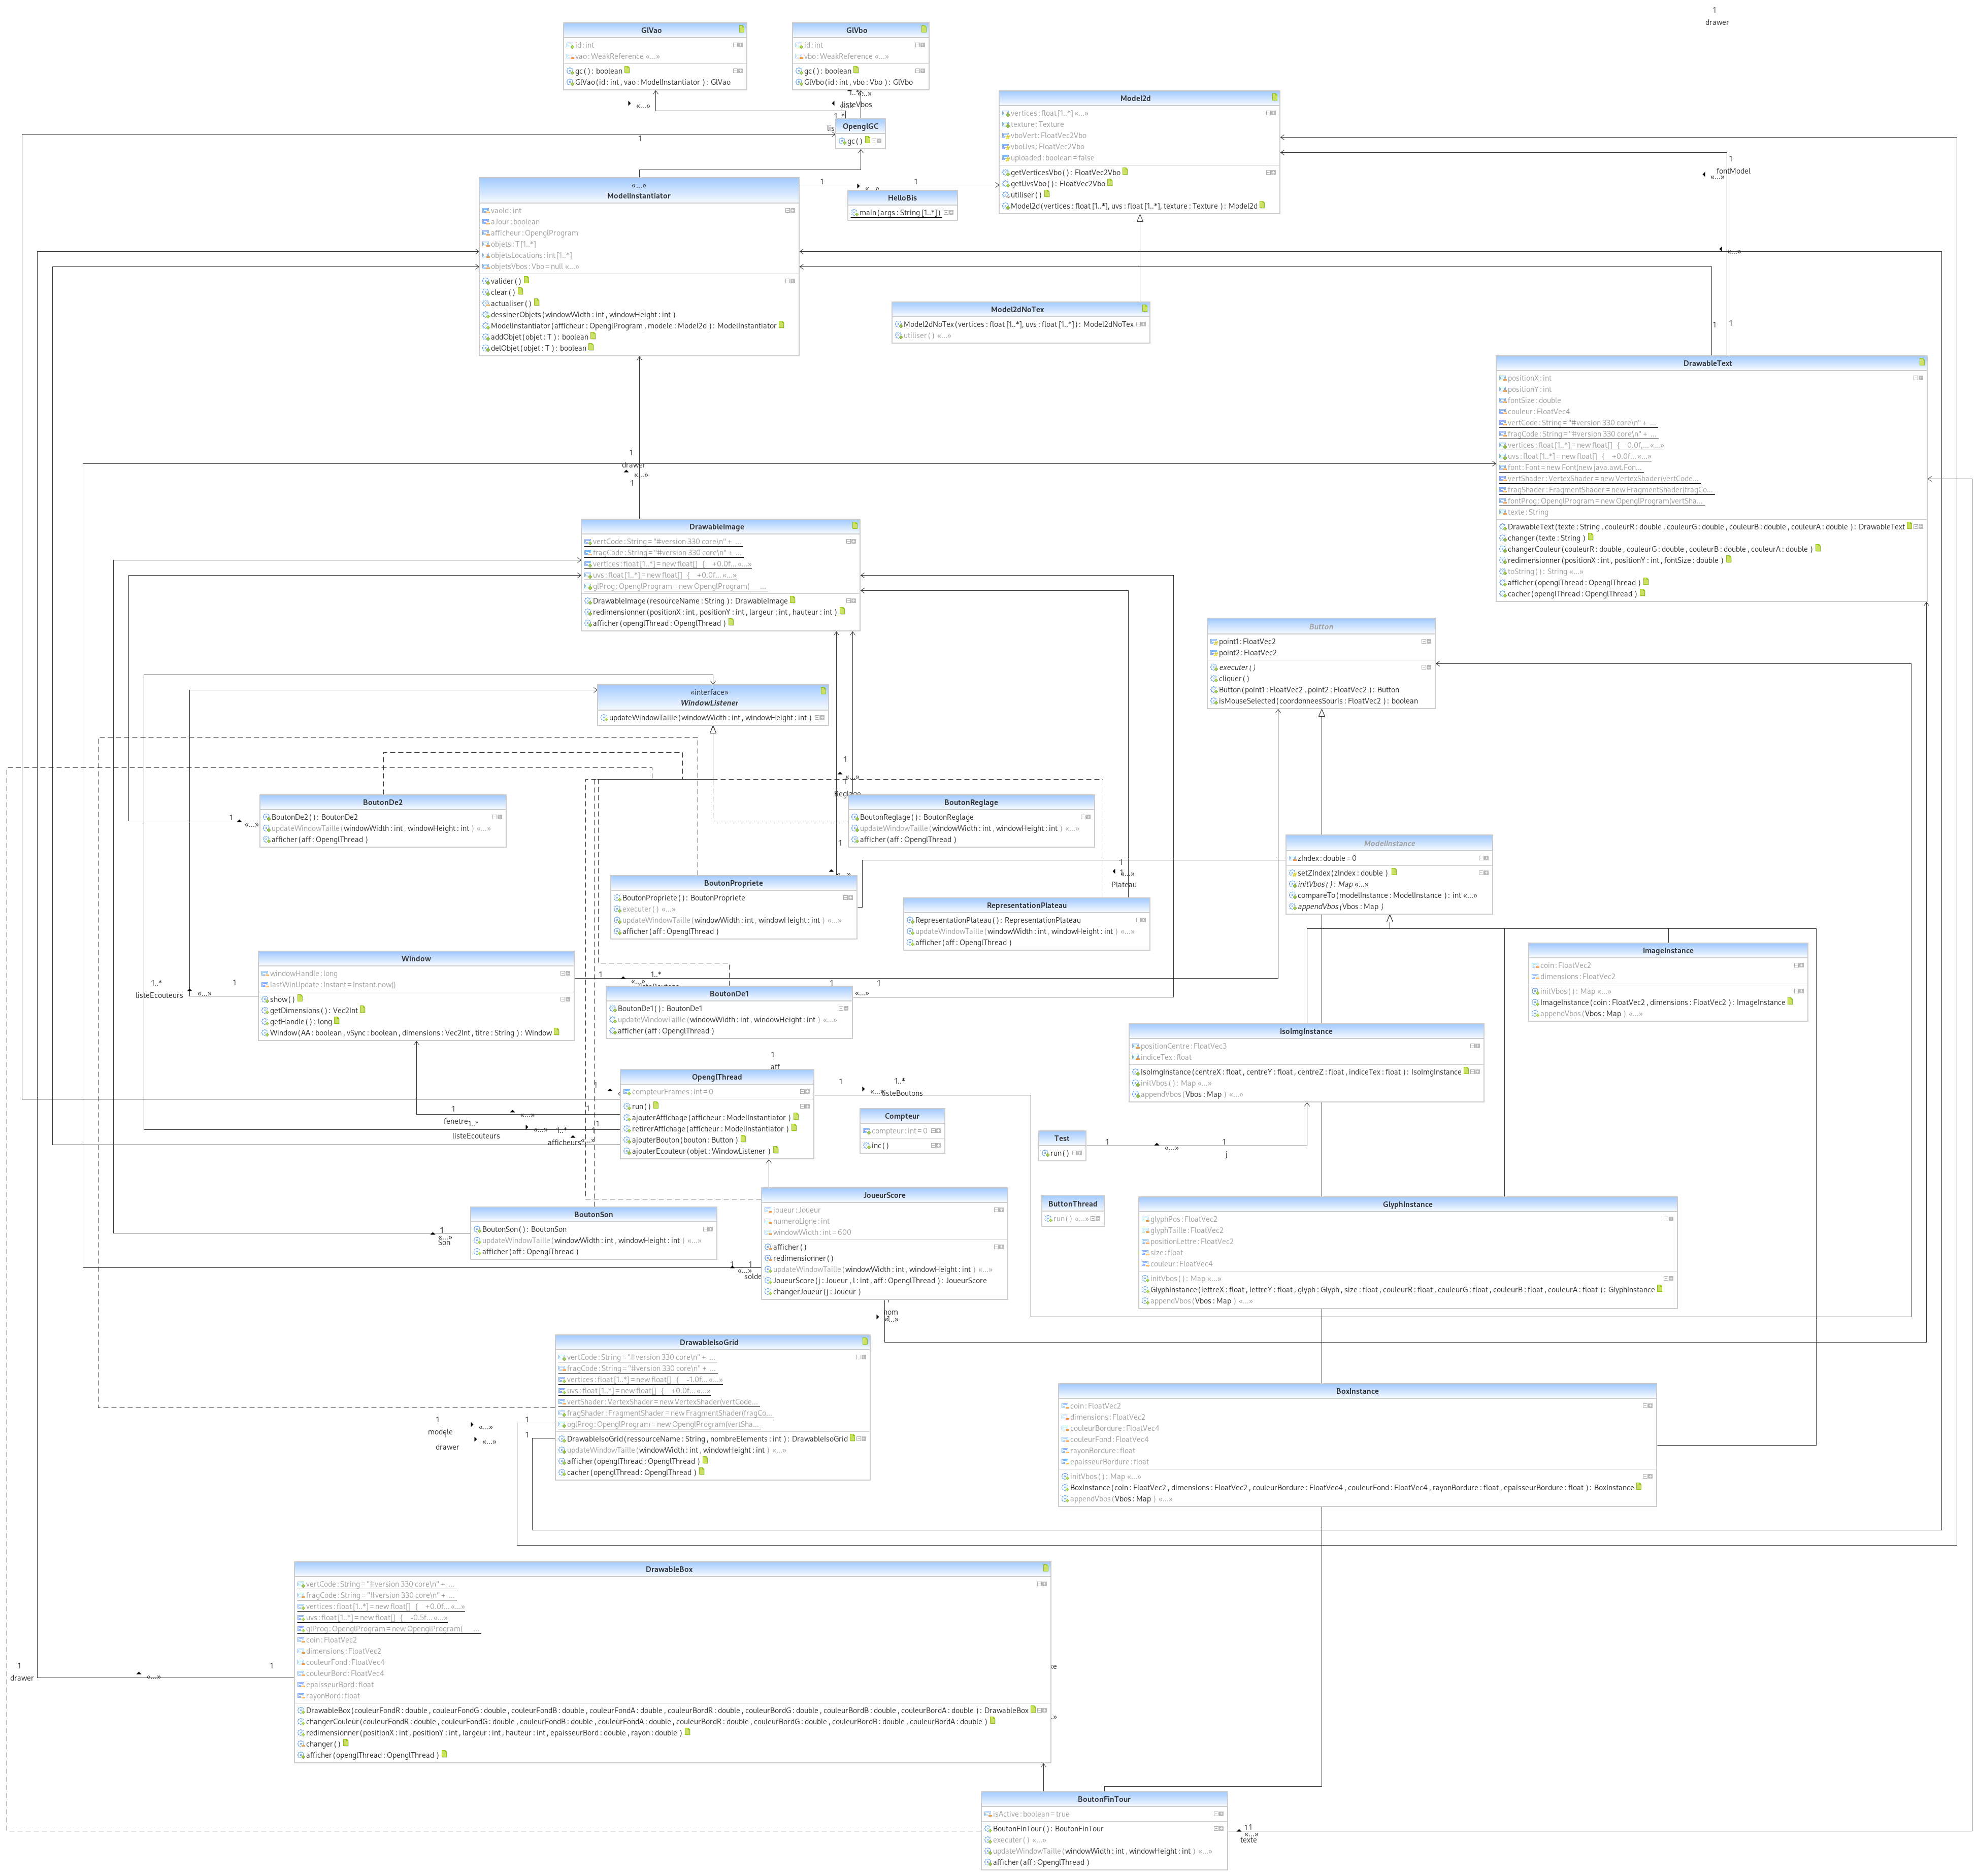 1
drawer
GlVao
id : int
vao : WeakReference «...»
gc ( ) : boolean
GlVao ( id : int , vao : ModelInstantiator ) : GlVao
GlVbo
id : int
vbo : WeakReference «...»
gc ( ) : boolean
GlVbo ( id : int , vbo : Vbo ) : GlVbo
«...»
«...»
listeVbos
1..*
lis
1
OpenglGC
gc ( )
Model2d
vertices : float [1..*] «...»
texture : Texture
vboVert : FloatVec2Vbo
vboUvs : FloatVec2Vbo
uploaded : boolean = false
getVerticesVbo ( ) : FloatVec2Vbo
getUvsVbo ( ) : FloatVec2Vbo
utiliser ( )
Model2d ( vertices : float [1..*], uvs : float [1..*], texture : Texture ) : Model2d
1
fontModel
«...»
«...»
ModelInstantiator
vaoId : int
aJour : boolean
afficheur : OpenglProgram
objets : T [1..*]
objetsLocations : int [1..*]
objetsVbos : Vbo = null «...»
valider ( )
clear ( )
actualiser ( )
dessinerObjets ( windowWidth : int , windowHeight : int )
ModelInstantiator ( afficheur : OpenglProgram , modele : Model2d ) : ModelInstantiator
addObjet ( objet : T ) : boolean
delObjet ( objet : T ) : boolean
1
1
«...»
HelloBis
main ( args : String [1..*] )
«...»
Model2dNoTex
Model2dNoTex ( vertices : float [1..*], uvs : float [1..*] ) : Model2dNoTex
utiliser ( ) «...»
1
1
DrawableText
positionX : int
positionY : int
fontSize : double
couleur : FloatVec4
vertCode : String = "#version 330 core\n" + ...
fragCode : String = "#version 330 core\n" + ...
vertices : float [1..*] = new float[] { 0.0f,... «...»
uvs : float [1..*] = new float[] { +0.0f... «...»
font : Font = new Font(new java.awt.Fon...
vertShader : VertexShader = new VertexShader(vertCode...
fragShader : FragmentShader = new FragmentShader(fragCo...
fontProg : OpenglProgram = new OpenglProgram(vertSha...
texte : String
DrawableText ( texte : String , couleurR : double , couleurG : double , couleurB : double , couleurA : double ) : DrawableText
changer ( texte : String )
changerCouleur ( couleurR : double , couleurG : double , couleurB : double , couleurA : double )
redimensionner ( positionX : int , positionY : int , fontSize : double )
toString ( ) : String «...»
afficher ( openglThread : OpenglThread )
cacher ( openglThread : OpenglThread )
1
drawer
«...»
1
DrawableImage
vertCode : String = "#version 330 core\n" + ...
fragCode : String = "#version 330 core\n" + ...
vertices : float [1..*] = new float[] { +0.0f... «...»
uvs : float [1..*] = new float[] { +0.0f... «...»
glProg : OpenglProgram = new OpenglProgram( ...
DrawableImage ( resourceName : String ) : DrawableImage
redimensionner ( positionX : int , positionY : int , largeur : int , hauteur : int )
afficher ( openglThread : OpenglThread )
Button
point1 : FloatVec2
point2 : FloatVec2
executer ( )
cliquer ( )
Button ( point1 : FloatVec2 , point2 : FloatVec2 ) : Button
isMouseSelected ( coordonneesSouris : FloatVec2 ) : boolean
«interface»
WindowListener
updateWindowTaille ( windowWidth : int , windowHeight : int )
1
«...»
1
Reglage
BoutonDe2
BoutonDe2 ( ) : BoutonDe2
updateWindowTaille ( windowWidth : int , windowHeight : int ) «...»
afficher ( aff : OpenglThread )
1
«...»
BoutonReglage
BoutonReglage ( ) : BoutonReglage
updateWindowTaille ( windowWidth : int , windowHeight : int ) «...»
afficher ( aff : OpenglThread )
1
«...»
ModelInstance
zIndex : double = 0
setZIndex ( zIndex : double )
initVbos ( ) : Map «...»
compareTo ( modelInstance : ModelInstance ) : int «...»
appendVbos ( Vbos : Map )
1
1
«...»
Plateau
BoutonPropriete
BoutonPropriete ( ) : BoutonPropriete
executer ( ) «...»
updateWindowTaille ( windowWidth : int , windowHeight : int ) «...»
afficher ( aff : OpenglThread )
RepresentationPlateau
RepresentationPlateau ( ) : RepresentationPlateau
updateWindowTaille ( windowWidth : int , windowHeight : int ) «...»
afficher ( aff : OpenglThread )
Window
windowHandle : long
lastWinUpdate : Instant = Instant.now()
show ( )
getDimensions ( ) : Vec2Int
getHandle ( ) : long
Window ( AA : boolean , vSync : boolean , dimensions : Vec2Int , titre : String ) : Window
1..*
listeEcouteurs
1
«...»
1
1..*
«...»
BoutonDe1
BoutonDe1 ( ) : BoutonDe1
updateWindowTaille ( windowWidth : int , windowHeight : int ) «...»
afficher ( aff : OpenglThread )
1
1
«...»
ImageInstance
coin : FloatVec2
dimensions : FloatVec2
initVbos ( ) : Map «...»
ImageInstance ( coin : FloatVec2 , dimensions : FloatVec2 ) : ImageInstance
appendVbos ( Vbos : Map ) «...»
IsoImgInstance
positionCentre : FloatVec3
indiceTex : float
IsoImgInstance ( centreX : float , centreY : float , centreZ : float , indiceTex : float ) : IsoImgInstance
initVbos ( ) : Map «...»
appendVbos ( Vbos : Map ) «...»
1
aff
OpenglThread
compteurFrames : int = 0
run ( )
ajouterAffichage ( afficheur : ModelInstantiator )
retirerAffichage ( afficheur : ModelInstantiator )
ajouterBouton ( bouton : Button )
ajouterEcouteur ( objet : WindowListener )
1
1
1..*
«...»
listeBoutons
1
«...»
1
fenetre
1..*
listeEcouteurs
«...»
1
1..*
afficheurs
«...»
1
Compteur
compteur : int = 0
inc ( )
Test
run ( )
1
«...»
1
j
ButtonThread
run ( ) «...»
JoueurScore
joueur : Joueur
numeroLigne : int
windowWidth : int = 600
afficher ( )
redimensionner ( )
updateWindowTaille ( windowWidth : int , windowHeight : int ) «...»
JoueurScore ( j : Joueur , l : int , aff : OpenglThread ) : JoueurScore
changerJoueur ( j : Joueur )
BoutonSon
BoutonSon ( ) : BoutonSon
updateWindowTaille ( windowWidth : int , windowHeight : int ) «...»
afficher ( aff : OpenglThread )
1
«...»
Son
1
1
«...»
solde
GlyphInstance
glyphPos : FloatVec2
glyphTaille : FloatVec2
positionLettre : FloatVec2
size : float
couleur : FloatVec4
initVbos ( ) : Map «...»
GlyphInstance ( lettreX : float , lettreY : float , glyph : Glyph , size : float , couleurR : float , couleurG : float , couleurB : float , couleurA : float ) : GlyphInstance
appendVbos ( Vbos : Map ) «...»
nom
«...»
DrawableIsoGrid
vertCode : String = "#version 330 core\n" + ...
fragCode : String = "#version 330 core\n" + ...
vertices : float [1..*] = new float[] { -1.0f... «...»
uvs : float [1..*] = new float[] { +0.0f... «...»
vertShader : VertexShader = new VertexShader(vertCode...
fragShader : FragmentShader = new FragmentShader(fragCo...
oglProg : OpenglProgram = new OpenglProgram(vertSha...
DrawableIsoGrid ( ressourceName : String , nombreElements : int ) : DrawableIsoGrid
updateWindowTaille ( windowWidth : int , windowHeight : int ) «...»
afficher ( openglThread : OpenglThread )
cacher ( openglThread : OpenglThread )
1
modele
«...»
1
1
drawer
«...»
1
BoxInstance
coin : FloatVec2
dimensions : FloatVec2
couleurBordure : FloatVec4
couleurFond : FloatVec4
rayonBordure : float
epaisseurBordure : float
initVbos ( ) : Map «...»
BoxInstance ( coin : FloatVec2 , dimensions : FloatVec2 , couleurBordure : FloatVec4 , couleurFond : FloatVec4 , rayonBordure : float , epaisseurBordure : float ) : BoxInstance
appendVbos ( Vbos : Map ) «...»
DrawableBox
vertCode : String = "#version 330 core\n" + ...
fragCode : String = "#version 330 core\n" + ...
vertices : float [1..*] = new float[] { +0.0f... «...»
uvs : float [1..*] = new float[] { -0.5f... «...»
glProg : OpenglProgram = new OpenglProgram( ...
coin : FloatVec2
dimensions : FloatVec2
couleurFond : FloatVec4
couleurBord : FloatVec4
epaisseurBord : float
rayonBord : float
DrawableBox ( couleurFondR : double , couleurFondG : double , couleurFondB : double , couleurFondA : double , couleurBordR : double , couleurBordG : double , couleurBordB : double , couleurBordA : double ) : DrawableBox
changerCouleur ( couleurFondR : double , couleurFondG : double , couleurFondB : double , couleurFondA : double , couleurBordR : double , couleurBordG : double , couleurBordB : double , couleurBordA : double )
redimensionner ( positionX : int , positionY : int , largeur : int , hauteur : int , epaisseurBord : double , rayon : double )
changer ( )
afficher ( openglThread : OpenglThread )
1
drawer
«...»
1
BoutonFinTour
isActive : boolean = true
BoutonFinTour ( ) : BoutonFinTour
executer ( ) «...»
updateWindowTaille ( windowWidth : int , windowHeight : int ) «...»
afficher ( aff : OpenglThread )
11
«...»
texte